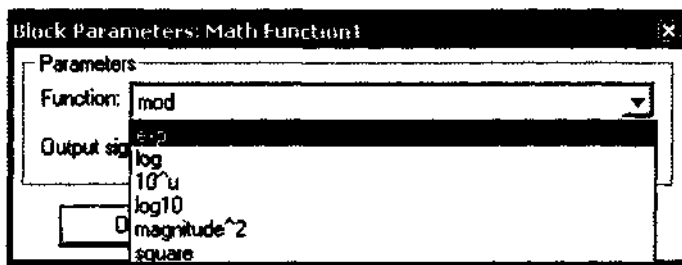 Block Parameters: Math Function1
Parameters
Function: mod
exp
Output sig
log
10^u
log10
magnitude^2
square